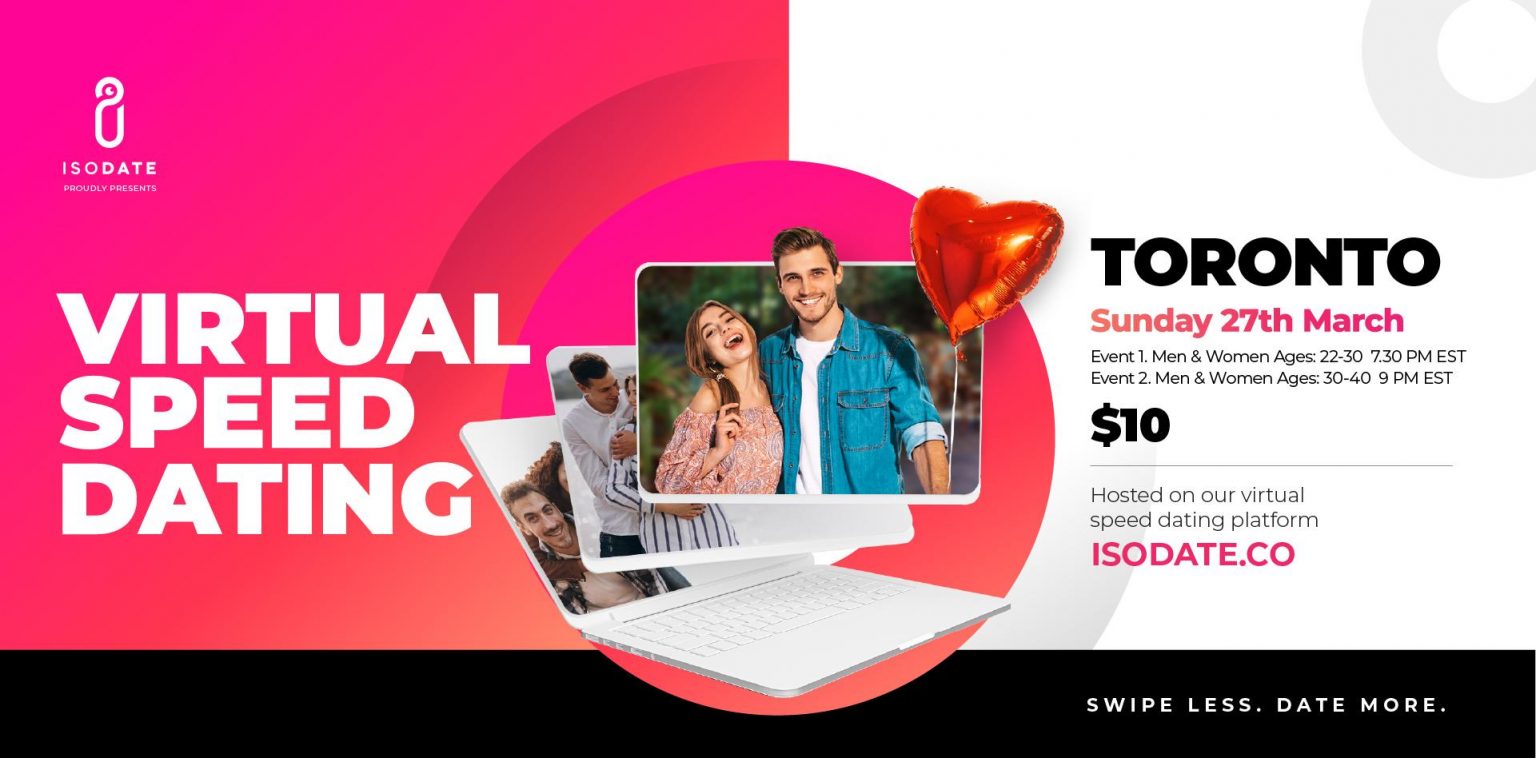 ISODATE
PROUDLY PRESENTS
VIRTUAL
SPEED
DATING
TORONTO
Sunday 27th March
Event 1. Men & Women Ages: 22-30 7.30 PM EST
Event 2. Men & Women Ages: 30-40 9 PM EST
$10
Hosted on our virtual
speed dating platform
ISODATE.CO
SWIPE LESS. DATE MORE.